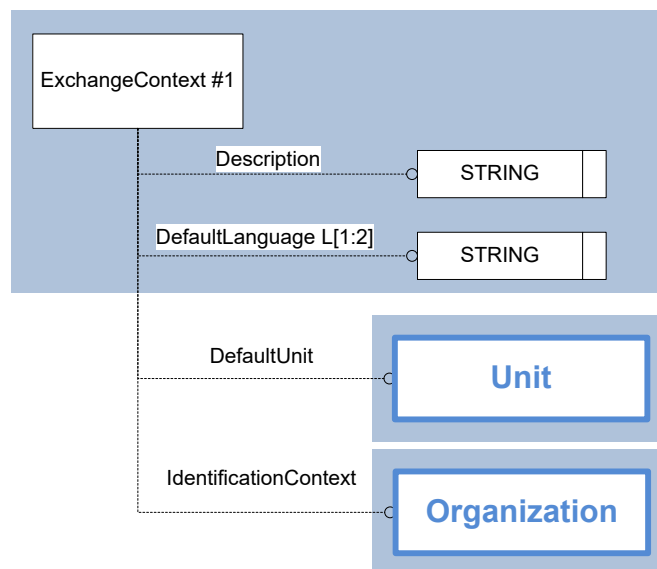 ExchangeContext #1
Description
STRING
DefaultLanguage L[1:2]
STRING
DefaultUnit
Unit
IdentificationContext
Organization